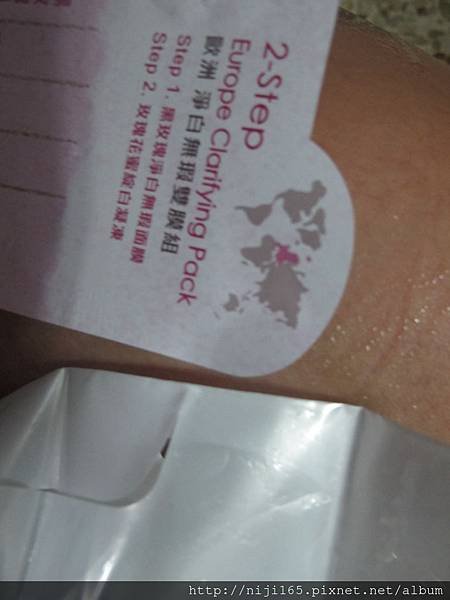 2-Step
Europe Clarifying Pack
歐洲 淨白無瑕雙膜組
Step 1. 黑玫瑰淨白無瑕面膜
Step 2. 玫瑰花蜜綻白凝凍
http://niji165.pixnet.net/album